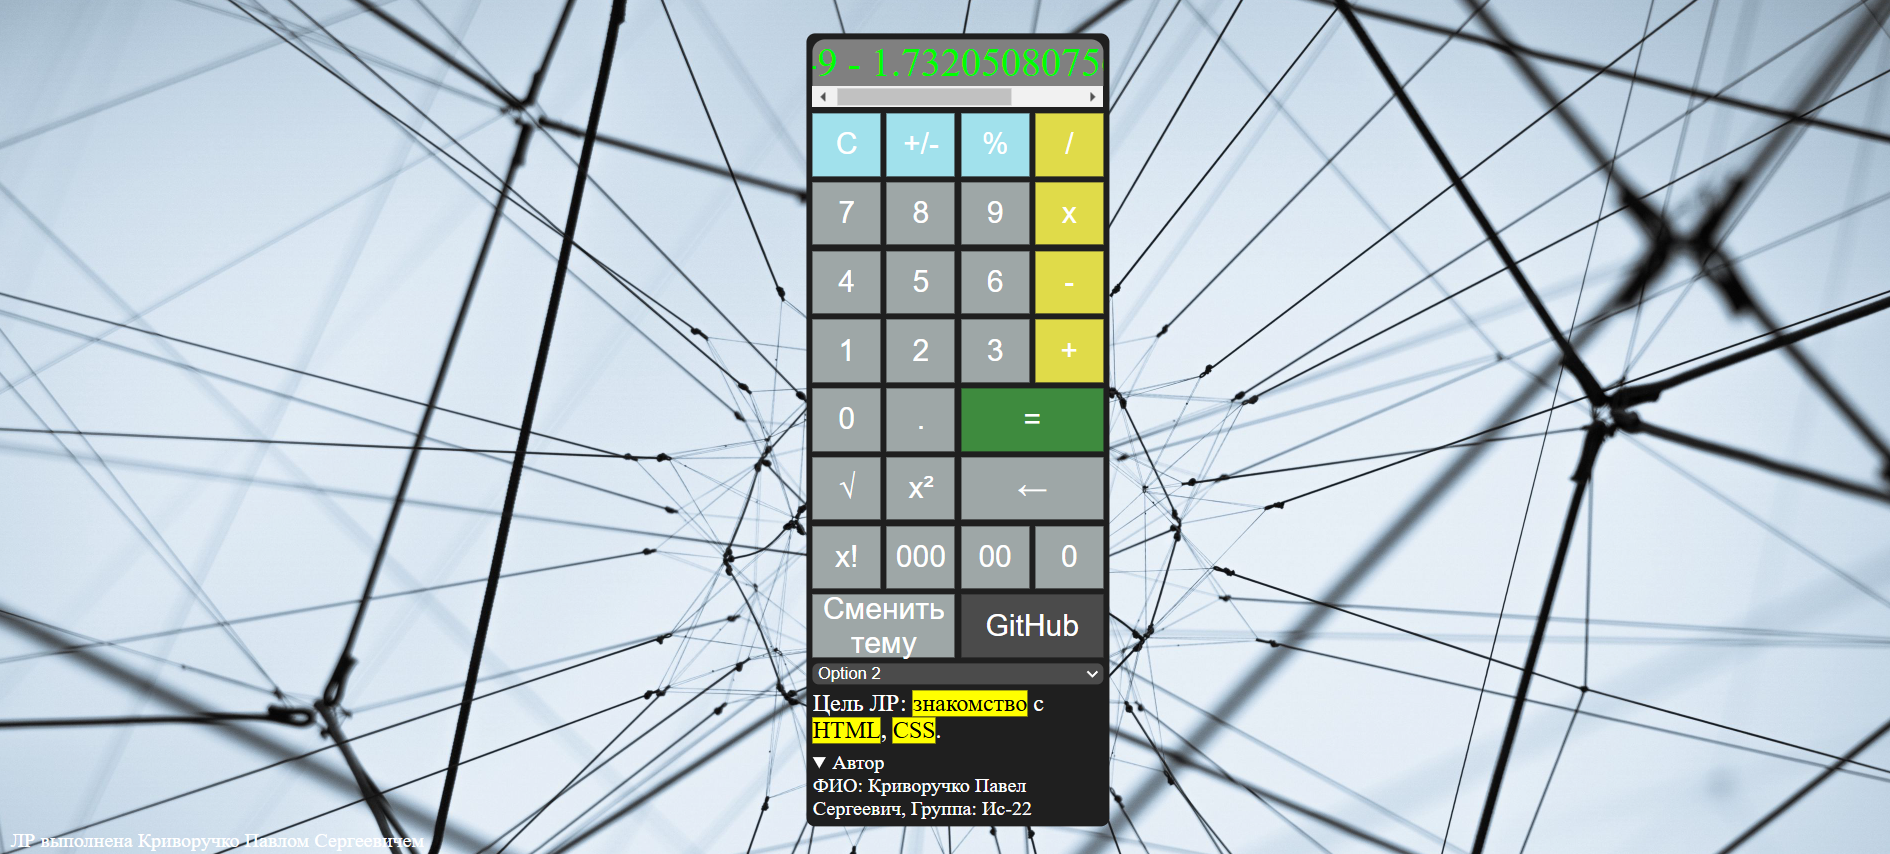 9 - 1.7320508075
C +/- % /
7 8 9 x
4 5 6 -
1 2 3 +
0 . =
√ x² ←
x! 000 00 0
Сменить
тему
GitHub
Option 2
Цель ЛР: знакомство с
HTML, CSS.
▼ Автор
ФИО: Криворучко Павел
Сергеевич, Группа: Ис-22
ЛР выполнена Криворучко Павлом Сергеевичем